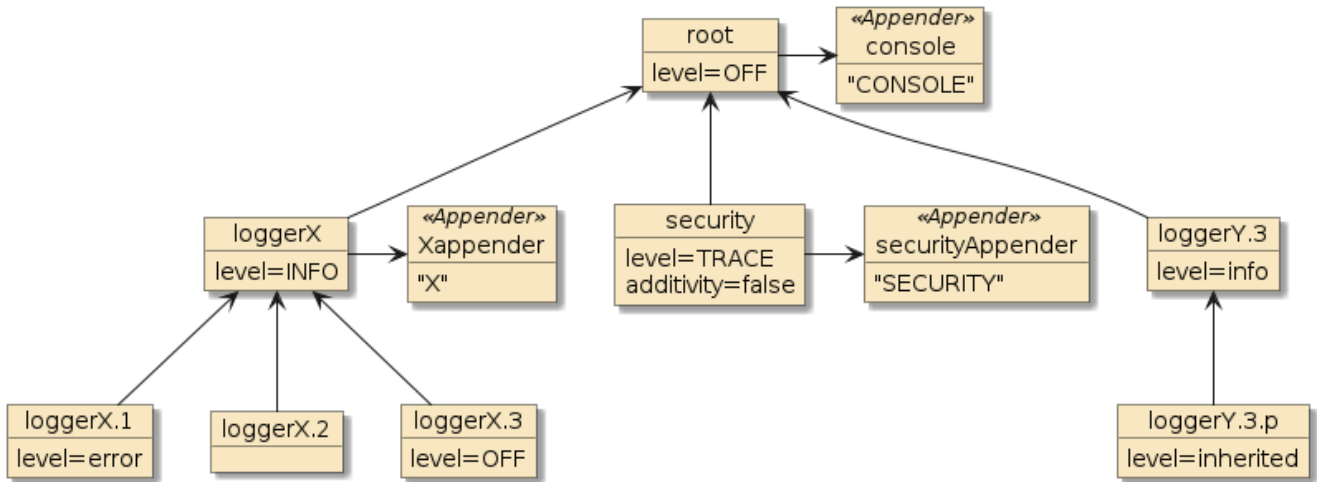 root
level=OFF
«Appender»
console
"CONSOLE"
loggerX
level=INFO
«Appender»
Xappender
"X"
security
level=TRACE
additivity=false
«Appender»
securityAppender
"SECURITY"
loggerY.3
level=info
loggerX.1
level=error
loggerX.2
loggerX.3
level=OFF
loggerY.3.p
level=inherited